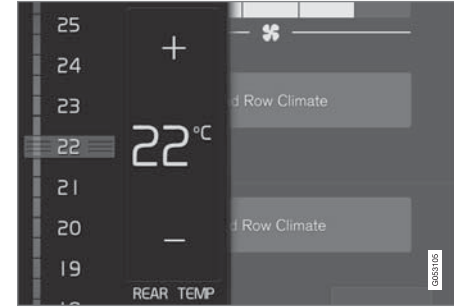 25
24
23
22
21
20
19
+
22°C
−
REAR TEMP
Row Climate
Row Climate
G053105